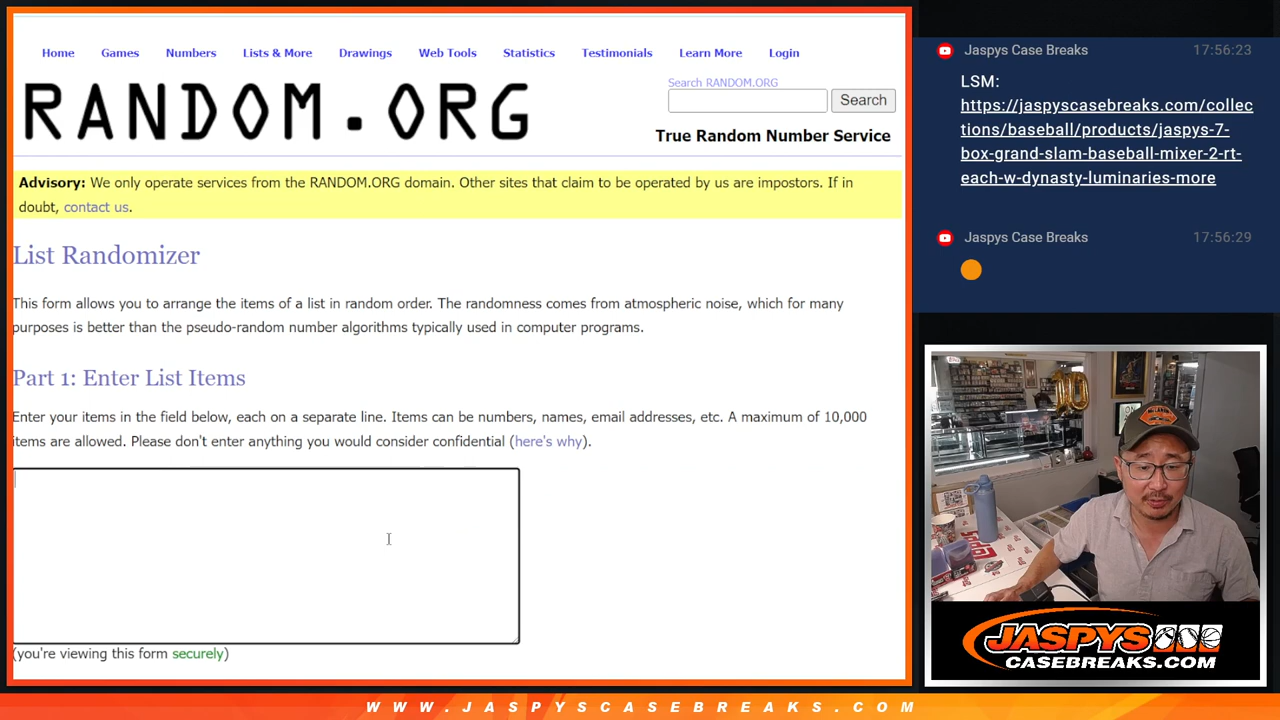 Home Games Numbers Lists & More Drawings Web Tools Statistics Testimonials Learn More Login
RANDOM.ORG
Search RANDOM.ORG
Search
True Random Number Service
Advisory: We only operate services from the RANDOM.ORG domain. Other sites that claim to be operated by us are impostors. If in
doubt, contact us.
List Randomizer
This form allows you to arrange the items of a list in random order. The randomness comes from atmospheric noise, which for many
purposes is better than the pseudo-random number algorithms typically used in computer programs.
Part 1: Enter List Items
Enter your items in the field below, each on a separate line. Items can be numbers, names, email addresses, etc. A maximum of 10,000
items are allowed. Please don't enter anything you would consider confidential (here's why).
(you're viewing this form securely)
Jaspys Case Breaks 17:56:23
LSM:
https://jaspyscasebreaks.com/collec
tions/baseball/products/jaspys-7-
box-grand-slam-baseball-mixer-2-rt-
each-w-dynasty-luminaries-more
Jaspys Case Breaks 17:56:29
10
JASPYS
CASEBREAKS.COM
WWW.JASPYSCASEBREAKS.COM